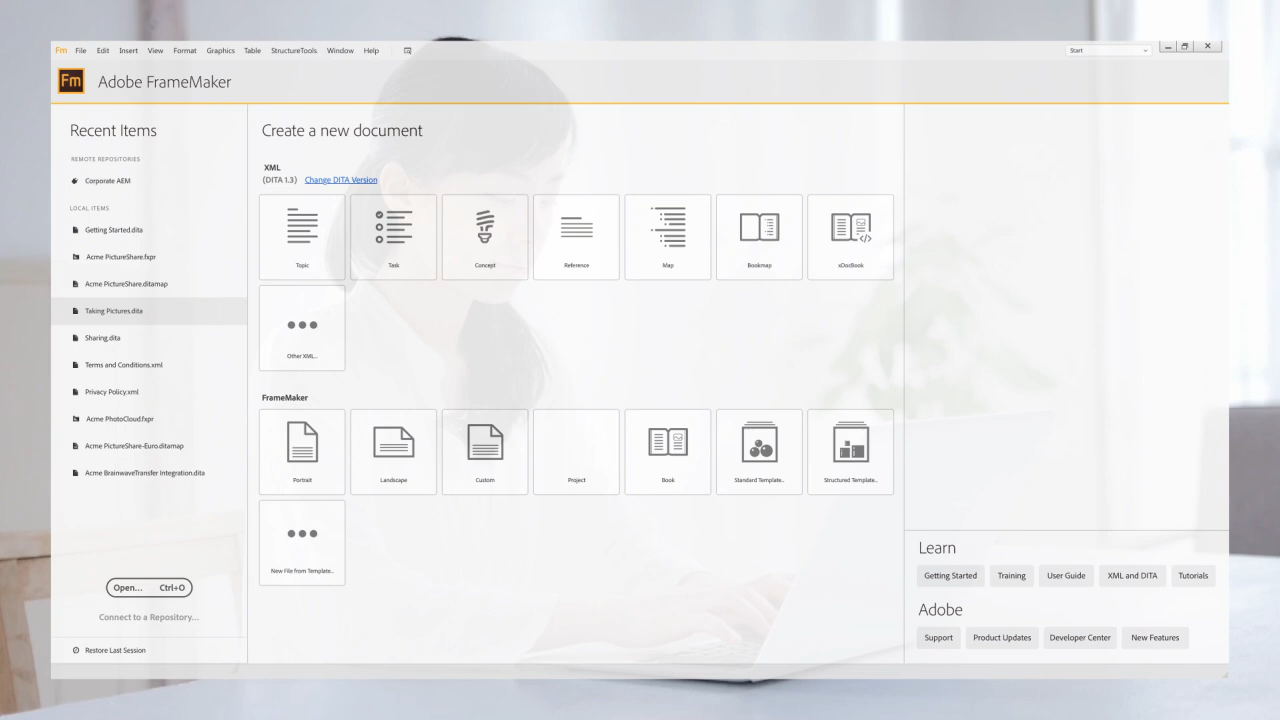 Fm File Edit Insert View Format Graphics Table StructureTools Window Help Start
Fm Adobe FrameMaker
Recent Items
REMOTE REPOSITORIES
Corporate AEM
LOCAL ITEMS
Getting Started.dita
Acme PictureShare.fxpr
Acme PictureShare.ditamap
Taking Pictures.dita
Sharing.dita
Terms and Conditions.xml
Privacy Policy.xml
Acme PhotoCloud.fxpr
Acme PictureShare-Euro.ditamap
Acme BrainwaveTransfer Integration.dita
Open... Ctrl+O
Connect to a Repository...
Restore Last Session
Create a new document
XML
(DITA 1.3) Change DITA Version
Topic Task Concept Reference Map Bookmap xDocBook
Other XML..
FrameMaker
Portrait Landscape Custom Project Book Standard Template.. Structured Template..
New File from Template..
Learn
Getting Started Training User Guide XML and DITA Tutorials
Adobe
Support Product Updates Developer Center New Features